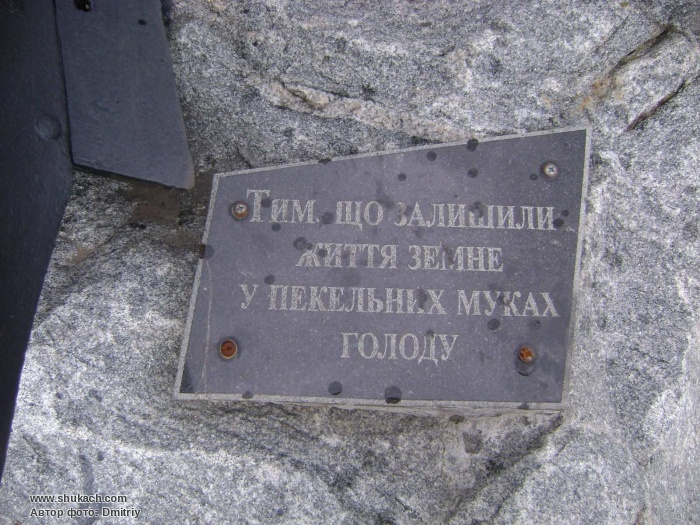 Тим, що залишили
життя земне
у пекельних муках
голоду
www.shukach.com
Автор фото- Dmitriy